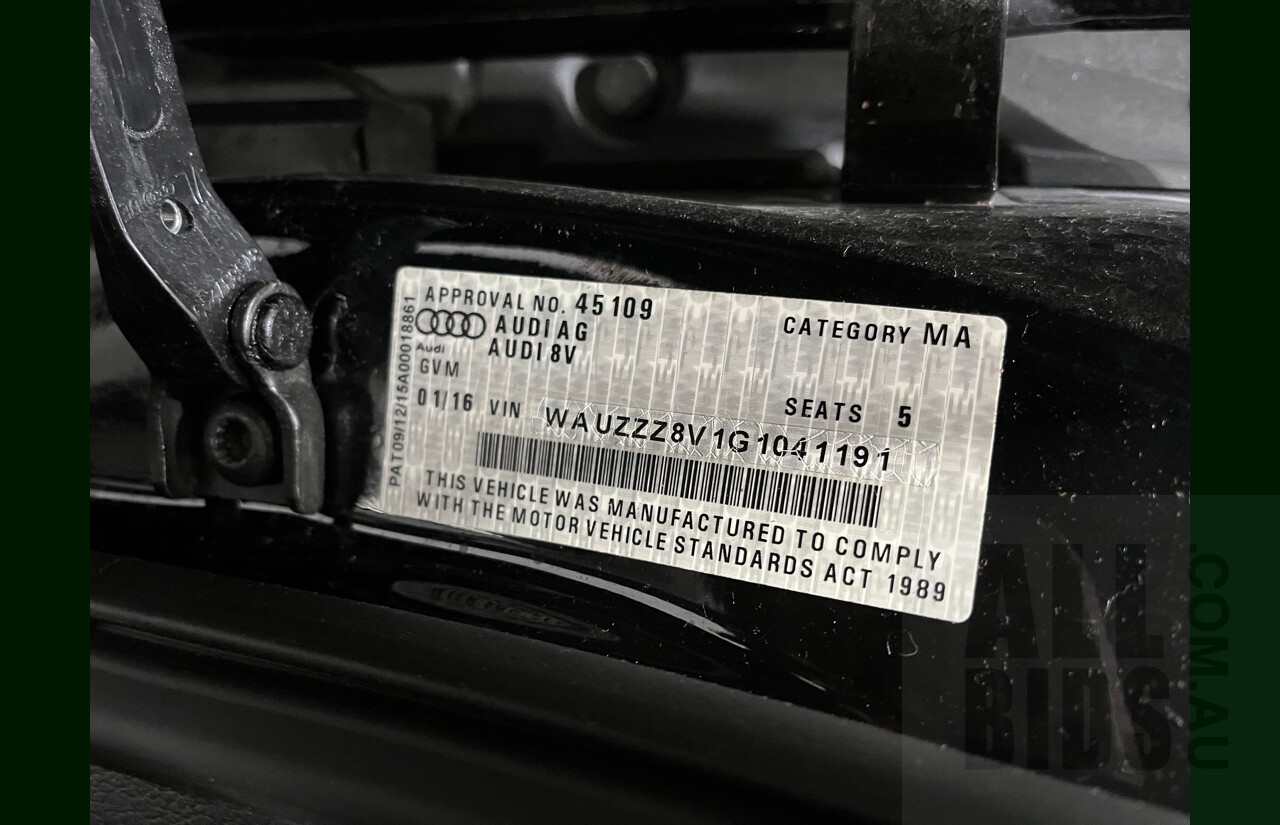 APPROVAL NO. 45109
CATEGORY MA
AUDI AG
Audi
AUDI 8V
GVM
SEATS 5
01/16 VIN WAUZZZ8V1G1041191
THIS VEHICLE WAS MANUFACTURED TO COMPLY
WITH THE MOTOR VEHICLE STANDARDS ACT 1989
PAT09/12/15A00018861
ALL
BIDS
.COM.AU